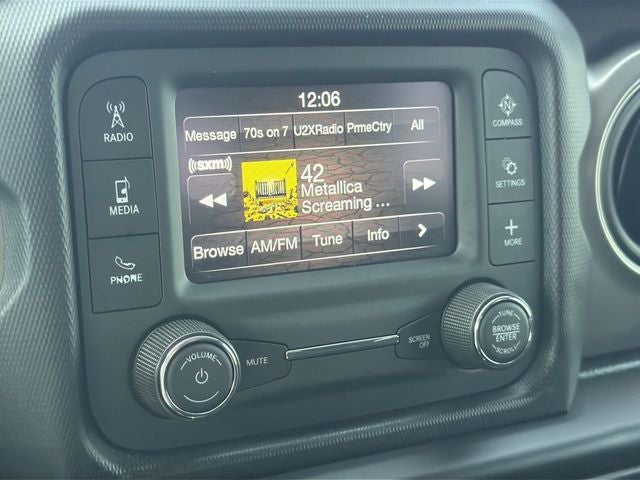 12:06
Message 70s on 7 U2XRadio PrmeCtry All
((sxm))
42
Metallica
Screaming ...
Browse AM/FM Tune Info
RADIO
MEDIA
PHONE
N
COMPASS
SETTINGS
+
MORE
VOLUME
MUTE
SCREEN
OFF
TUNE
BROWSE
ENTER
SCROLL